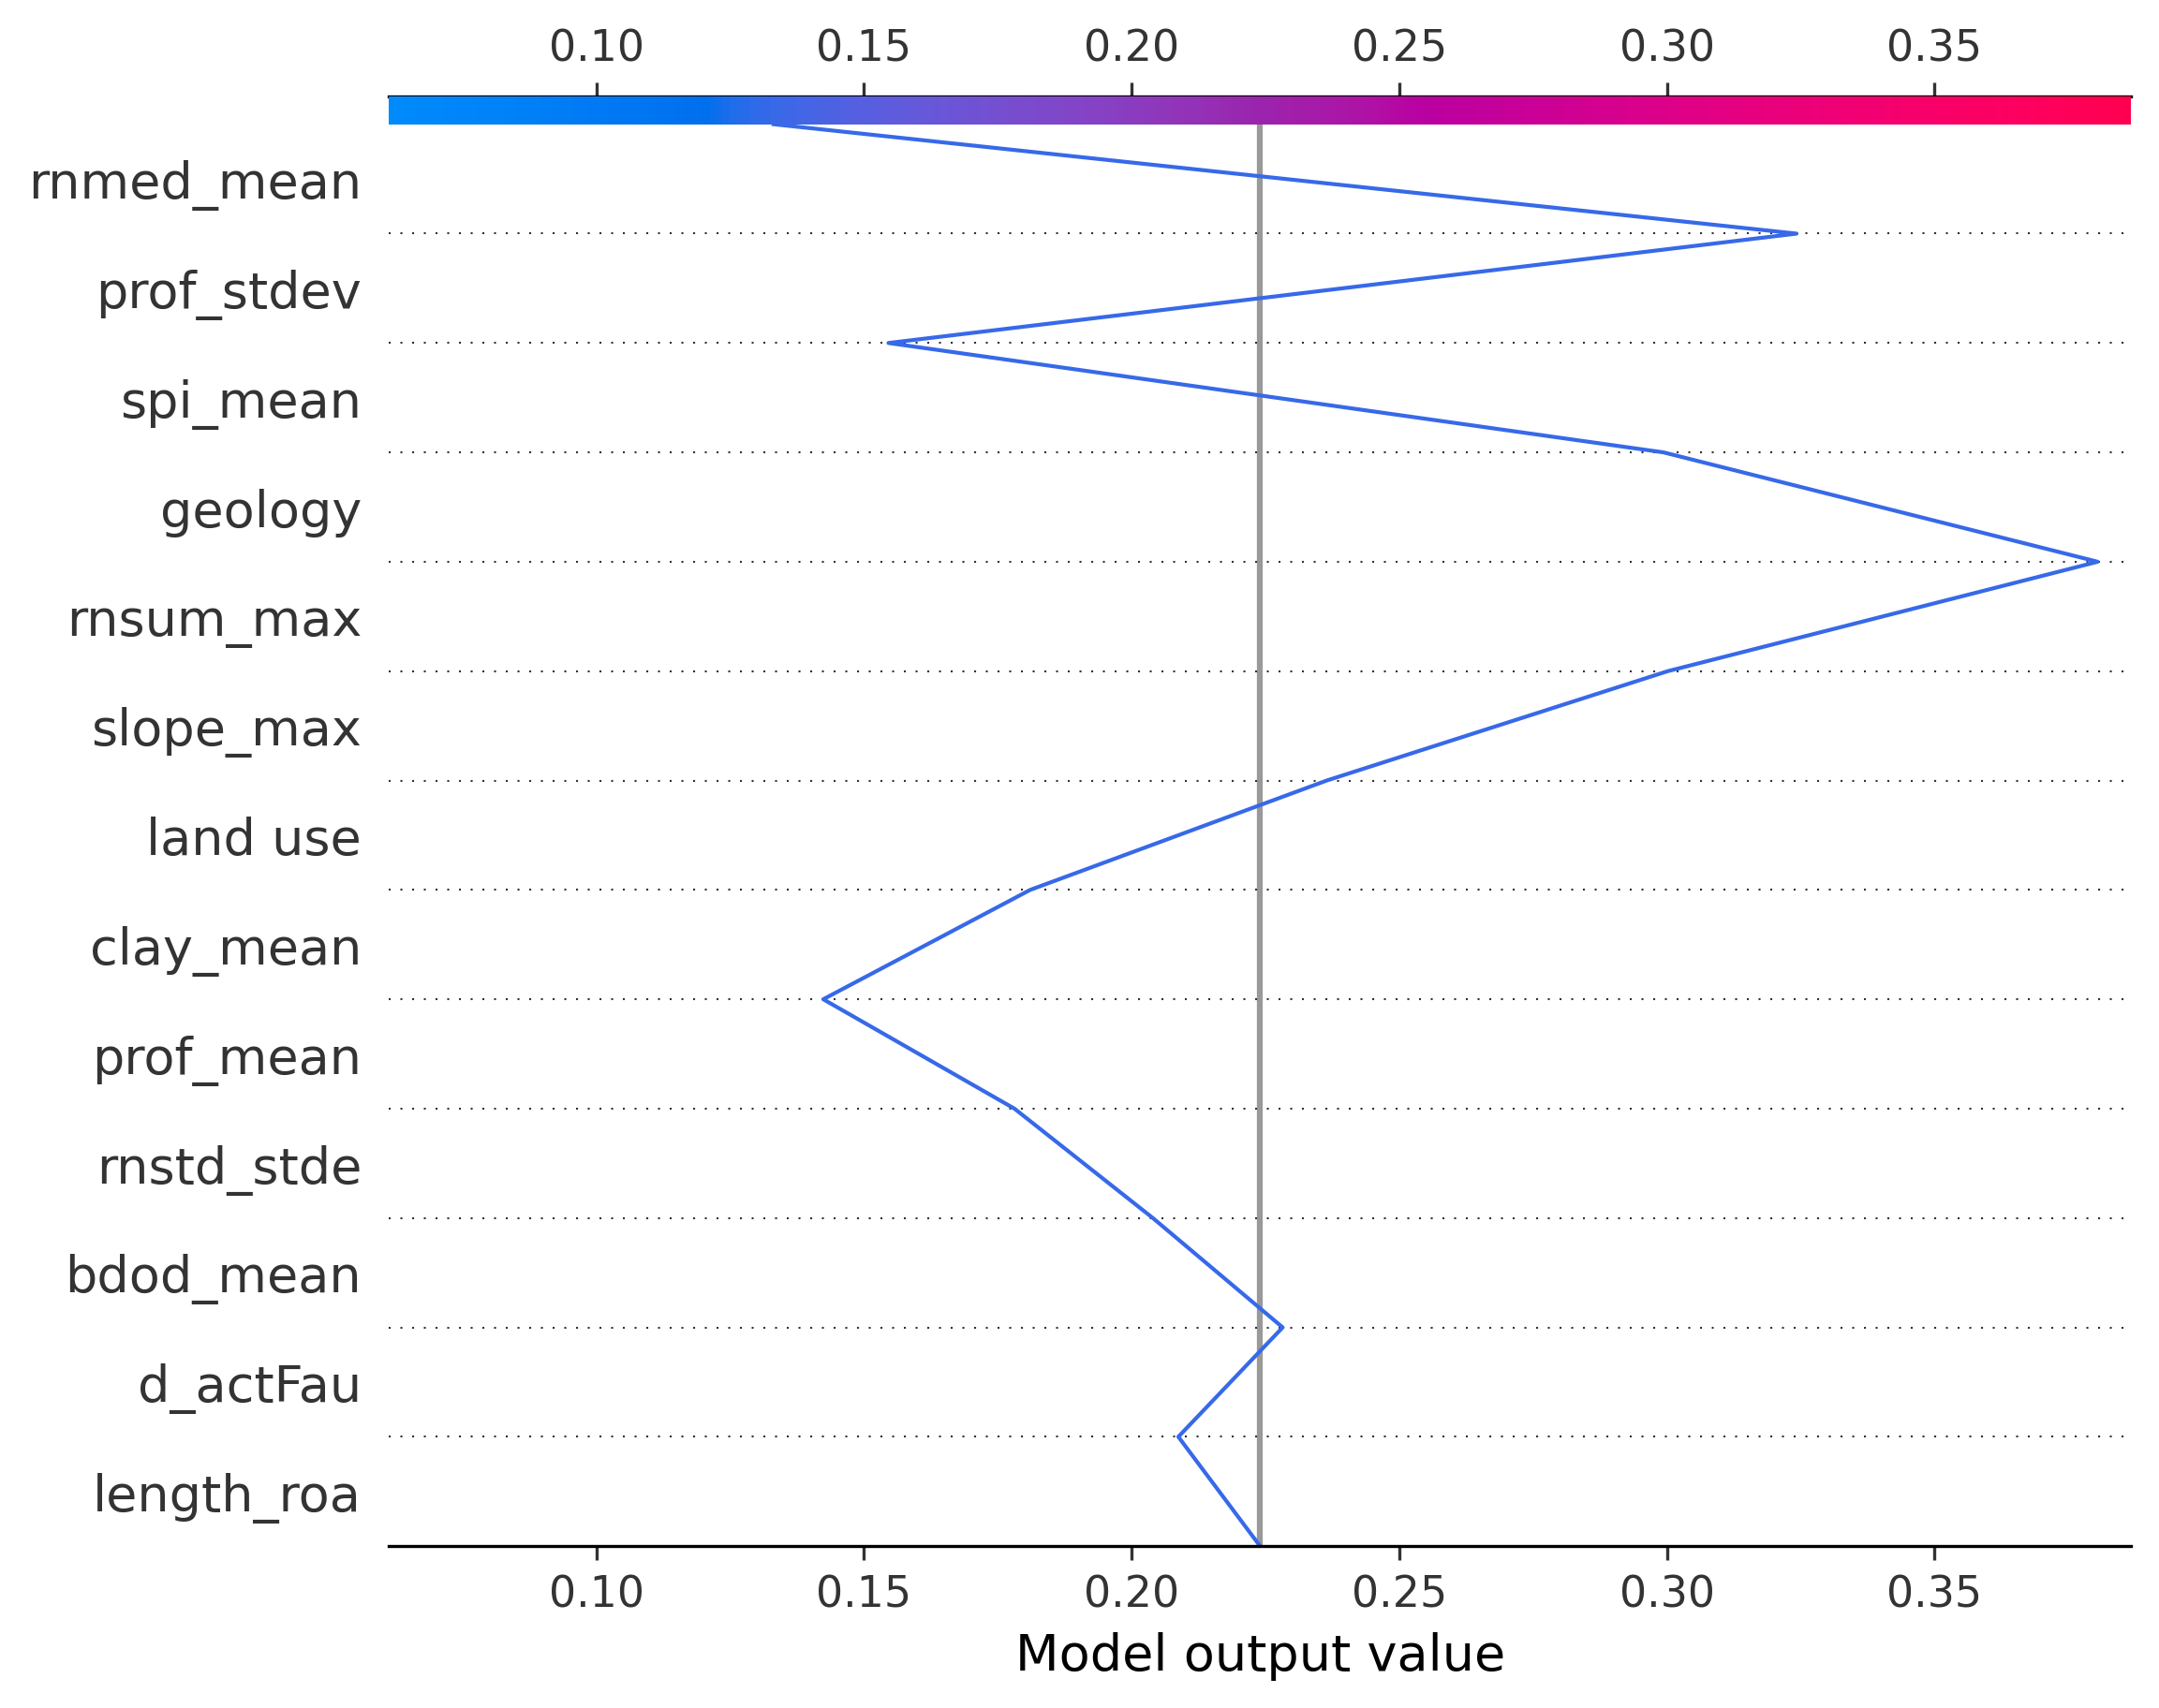 0.10 0.15 0.20 0.25 0.30 0.35
rnmed_mean
prof_stdev
spi_mean
geology
rnsum_max
slope_max
land use
clay_mean
prof_mean
rnstd_stde
bdod_mean
d_actFau
length_roa
0.10 0.15 0.20 0.25 0.30 0.35
Model output value